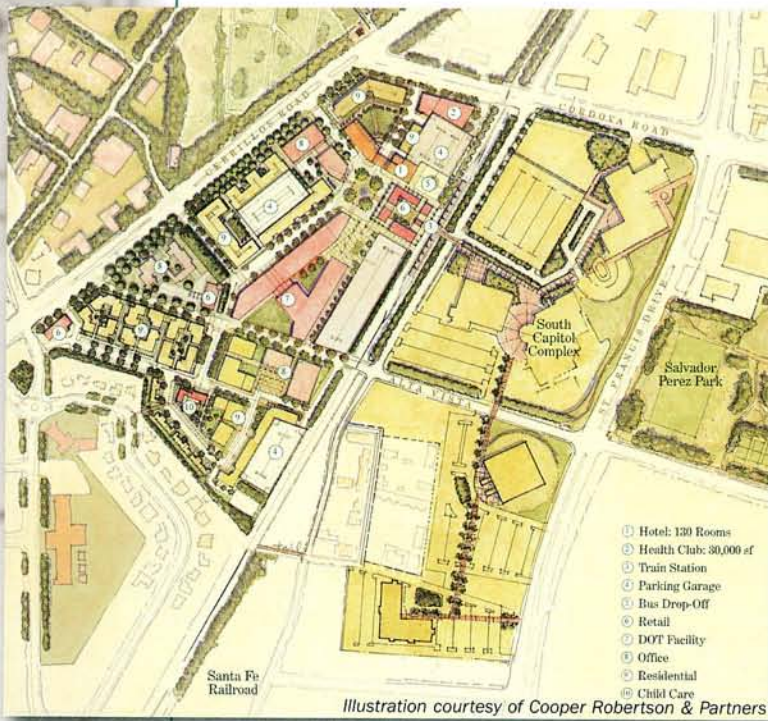 CERRILLOS ROAD
CORDOVA ROAD
ST. FRANCIS DRIVE
ALTA VISTA
South
Capitol
Complex
Salvador
Perez Park
Santa Fe
Railroad
1 Hotel: 130 Rooms
2 Health Club: 30,000 sf
3 Train Station
4 Parking Garage
5 Bus Drop-Off
6 Retail
7 DOT Facility
8 Office
9 Residential
10 Child Care
Illustration courtesy of Cooper Robertson & Partners